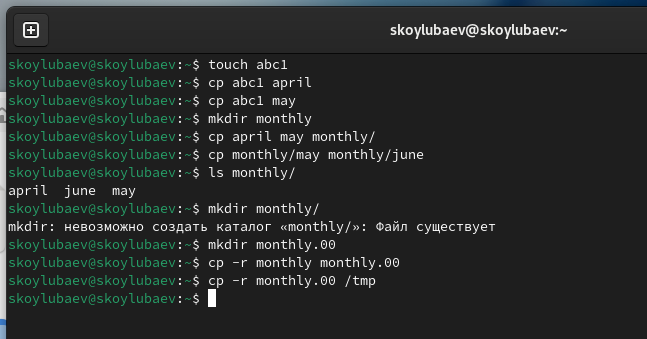 skoylubaev@skoylubaev:~
skoylubaev@skoylubaev:~$ touch abc1
skoylubaev@skoylubaev:~$ cp abc1 april
skoylubaev@skoylubaev:~$ cp abc1 may
skoylubaev@skoylubaev:~$ mkdir monthly
skoylubaev@skoylubaev:~$ cp april may monthly/
skoylubaev@skoylubaev:~$ cp monthly/may monthly/june
skoylubaev@skoylubaev:~$ ls monthly/
april  june  may
skoylubaev@skoylubaev:~$ mkdir monthly/
mkdir: невозможно создать каталог «monthly/»: Файл существует
skoylubaev@skoylubaev:~$ mkdir monthly.00
skoylubaev@skoylubaev:~$ cp -r monthly monthly.00
skoylubaev@skoylubaev:~$ cp -r monthly.00 /tmp
skoylubaev@skoylubaev:~$